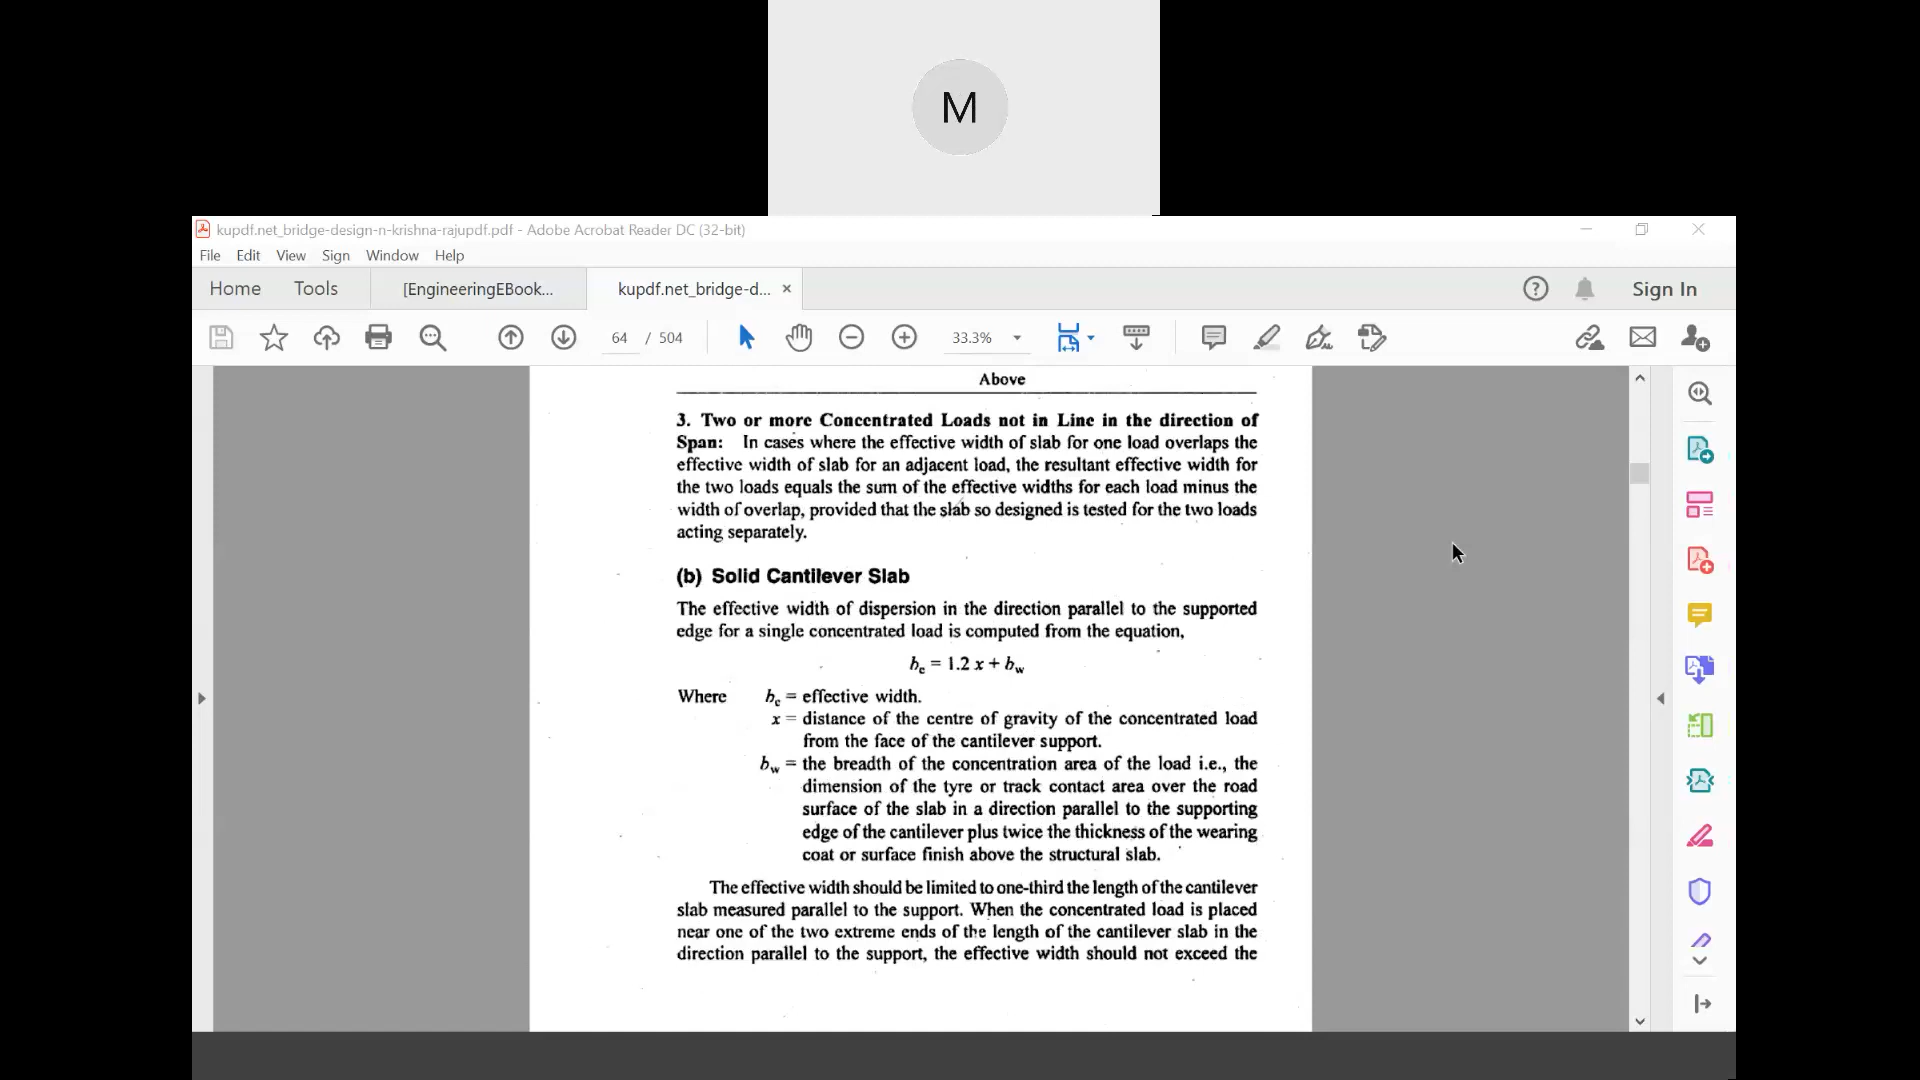 M
kupdf.net_bridge-design-n-krishna-rajupdf.pdf - Adobe Acrobat Reader DC (32-bit)
File Edit View Sign Window Help
Home Tools [EngineeringEBook... kupdf.net_bridge-d... × Sign In
64 / 504 33.3%
Above
3. Two or more Concentrated Loads not in Line in the direction of
Span: In cases where the effective width of slab for one load overlaps the
effective width of slab for an adjacent load, the resultant effective width for
the two loads equals the sum of the effective widths for each load minus the
width of overlap, provided that the slab so designed is tested for the two loads
acting separately.
(b) Solid Cantilever Slab
The effective width of dispersion in the direction parallel to the supported
edge for a single concentrated load is computed from the equation,
be = 1.2 x + bw
Where be = effective width.
x = distance of the centre of gravity of the concentrated load
from the face of the cantilever support.
bw = the breadth of the concentration area of the load i.e., the
dimension of the tyre or track contact area over the road
surface of the slab in a direction parallel to the supporting
edge of the cantilever plus twice the thickness of the wearing
coat or surface finish above the structural slab.
The effective width should be limited to one-third the length of the cantilever
slab measured parallel to the support. When the concentrated load is placed
near one of the two extreme ends of the length of the cantilever slab in the
direction parallel to the support, the effective width should not exceed the